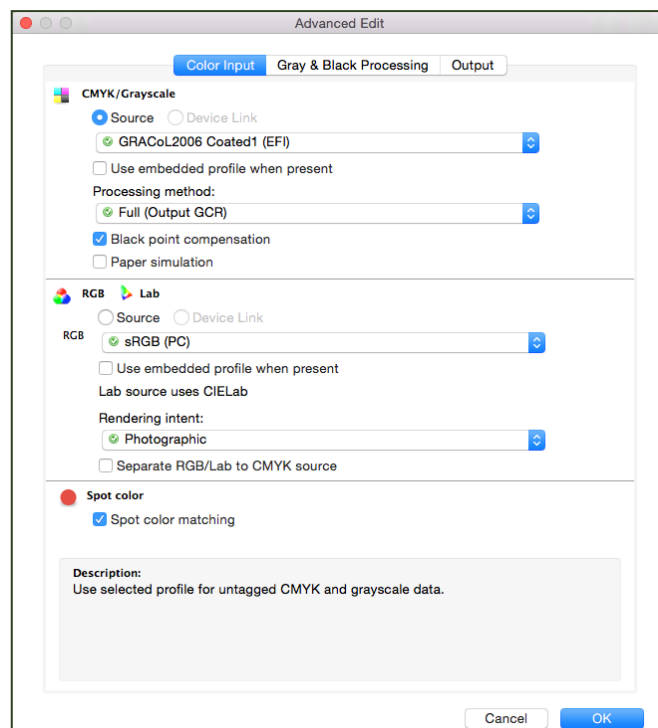 Advanced Edit
Color Input Gray & Black Processing Output
CMYK/Grayscale
Source Device Link
GRACoL2006 Coated1 (EFI)
Use embedded profile when present
Processing method:
Full (Output GCR)
Black point compensation
Paper simulation
RGB Lab
Source Device Link
RGB
sRGB (PC)
Use embedded profile when present
Lab source uses CIELab
Rendering intent:
Photographic
Separate RGB/Lab to CMYK source
Spot color
Spot color matching
Description:
Use selected profile for untagged CMYK and grayscale data.
Cancel OK